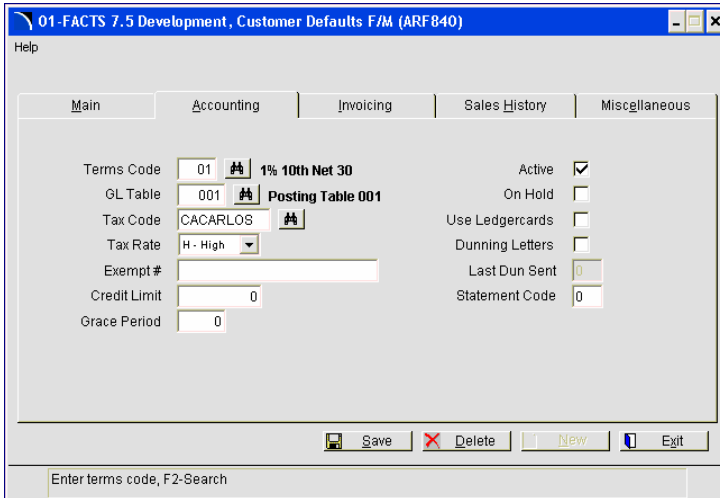 01-FACTS 7.5 Development, Customer Defaults F/M (ARF840)
Help
Main Accounting Invoicing Sales History Miscellaneous
Terms Code 01 1% 10th Net 30 Active
GL Table 001 Posting Table 001 On Hold
Tax Code CACARLOS Use Ledgercards
Tax Rate H - High Dunning Letters
Exempt # Last Dun Sent 0
Credit Limit 0 Statement Code 0
Grace Period 0
Save Delete New Exit
Enter terms code, F2-Search